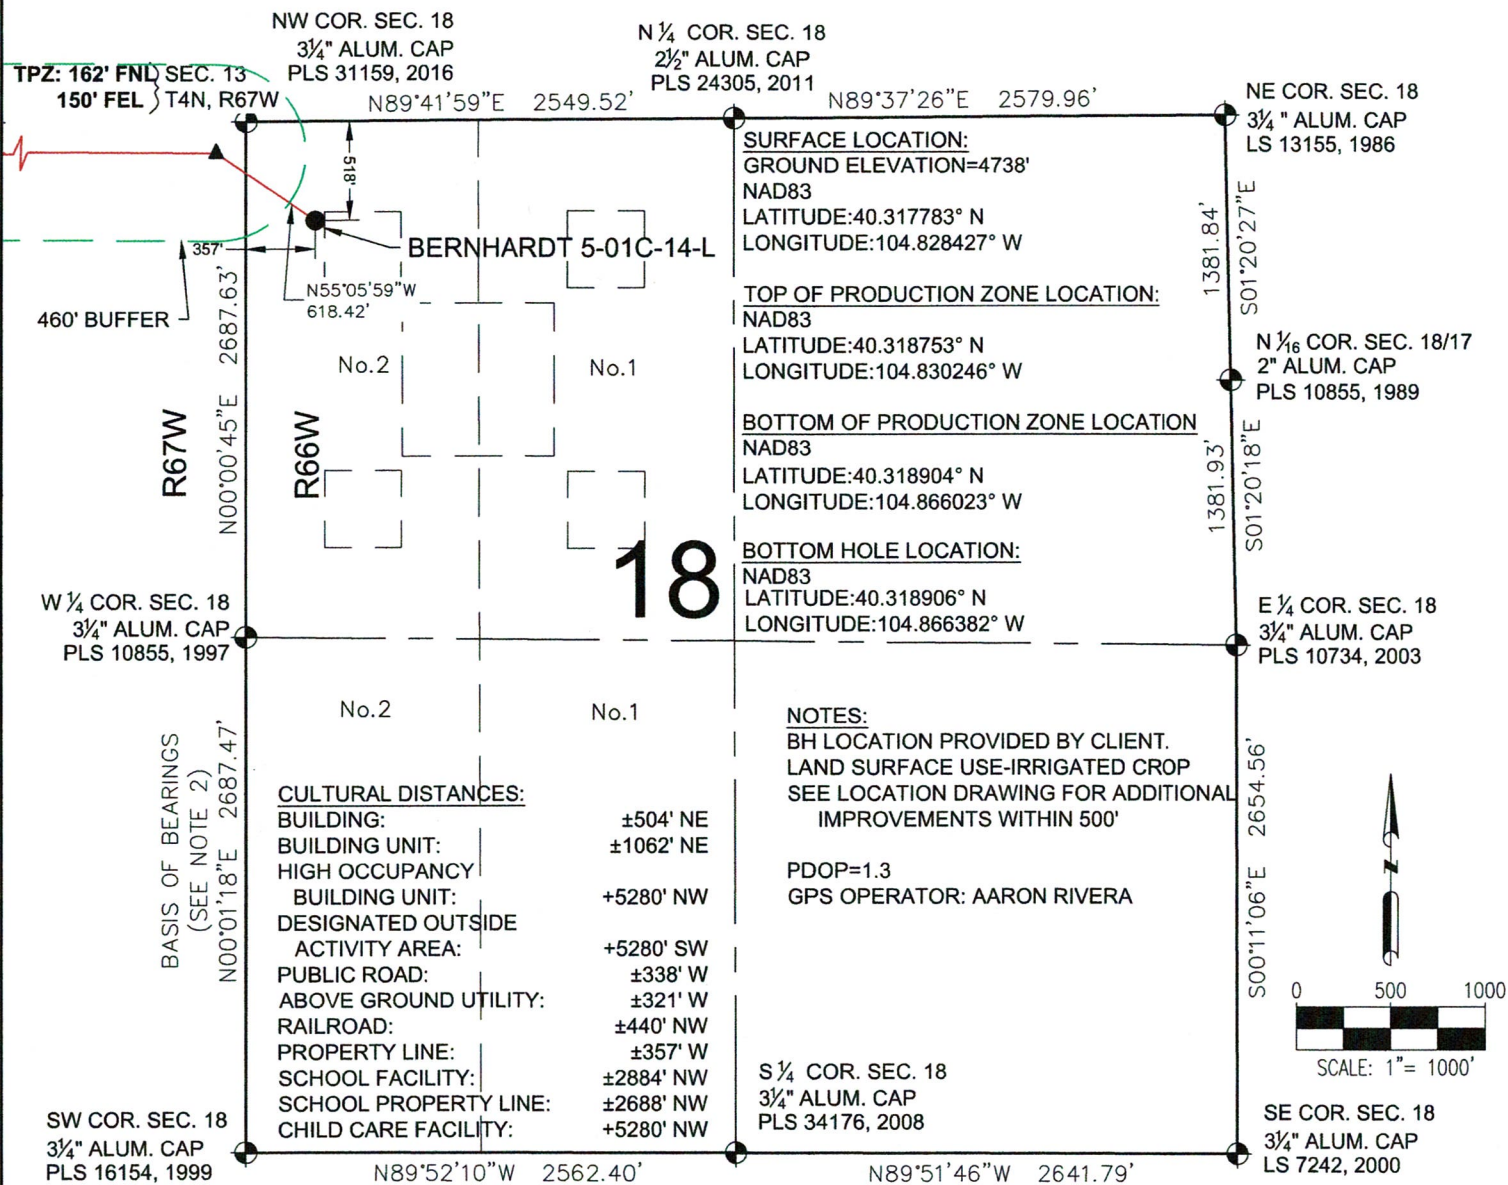 NW COR. SEC. 18
3¼" ALUM. CAP
PLS 31159, 2016
N ¼ COR. SEC. 18
2½" ALUM. CAP
PLS 24305, 2011
TPZ: 162' FNL
150' FEL
SEC. 13
T4N, R67W
N89°41'59"E 2549.52'
N89°37'26"E 2579.96'
NE COR. SEC. 18
3¼" ALUM. CAP
LS 13155, 1986
518'
357'
BERNHARDT 5-01C-14-L
N55°05'59"W
618.42'
460' BUFFER
SURFACE LOCATION:
GROUND ELEVATION=4738'
NAD83
LATITUDE:40.317783° N
LONGITUDE:104.828427° W
TOP OF PRODUCTION ZONE LOCATION:
NAD83
LATITUDE:40.318753° N
LONGITUDE:104.830246° W
BOTTOM OF PRODUCTION ZONE LOCATION
NAD83
LATITUDE:40.318904° N
LONGITUDE:104.866023° W
BOTTOM HOLE LOCATION:
NAD83
LATITUDE:40.318906° N
LONGITUDE:104.866382° W
1381.84'
S01°20'27"E
N 1⁄16 COR. SEC. 18/17
2" ALUM. CAP
PLS 10855, 1989
1381.93'
S01°20'18"E
No.2
No.1
R67W
R66W
N00°00'45"E 2687.63'
18
W ¼ COR. SEC. 18
3¼" ALUM. CAP
PLS 10855, 1997
E ¼ COR. SEC. 18
3¼" ALUM. CAP
PLS 10734, 2003
No.2
No.1
BASIS OF BEARINGS
(SEE NOTE 2)
N00°01'18"E 2687.47'
CULTURAL DISTANCES:
BUILDING: ±504' NE
BUILDING UNIT: ±1062' NE
HIGH OCCUPANCY
BUILDING UNIT: +5280' NW
DESIGNATED OUTSIDE
ACTIVITY AREA: +5280' SW
PUBLIC ROAD: ±338' W
ABOVE GROUND UTILITY: ±321' W
RAILROAD: ±440' NW
PROPERTY LINE: ±357' W
SCHOOL FACILITY: ±2884' NW
SCHOOL PROPERTY LINE: ±2688' NW
CHILD CARE FACILITY: +5280' NW
NOTES:
BH LOCATION PROVIDED BY CLIENT.
LAND SURFACE USE-IRRIGATED CROP
SEE LOCATION DRAWING FOR ADDITIONAL
IMPROVEMENTS WITHIN 500'
PDOP=1.3
GPS OPERATOR: AARON RIVERA
S00°11'06"E 2654.56'
N
0 500 1000
SCALE: 1"= 1000'
SW COR. SEC. 18
3¼" ALUM. CAP
PLS 16154, 1999
N89°52'10"W 2562.40'
S ¼ COR. SEC. 18
3¼" ALUM. CAP
PLS 34176, 2008
N89°51'46"W 2641.79'
SE COR. SEC. 18
3¼" ALUM. CAP
LS 7242, 2000